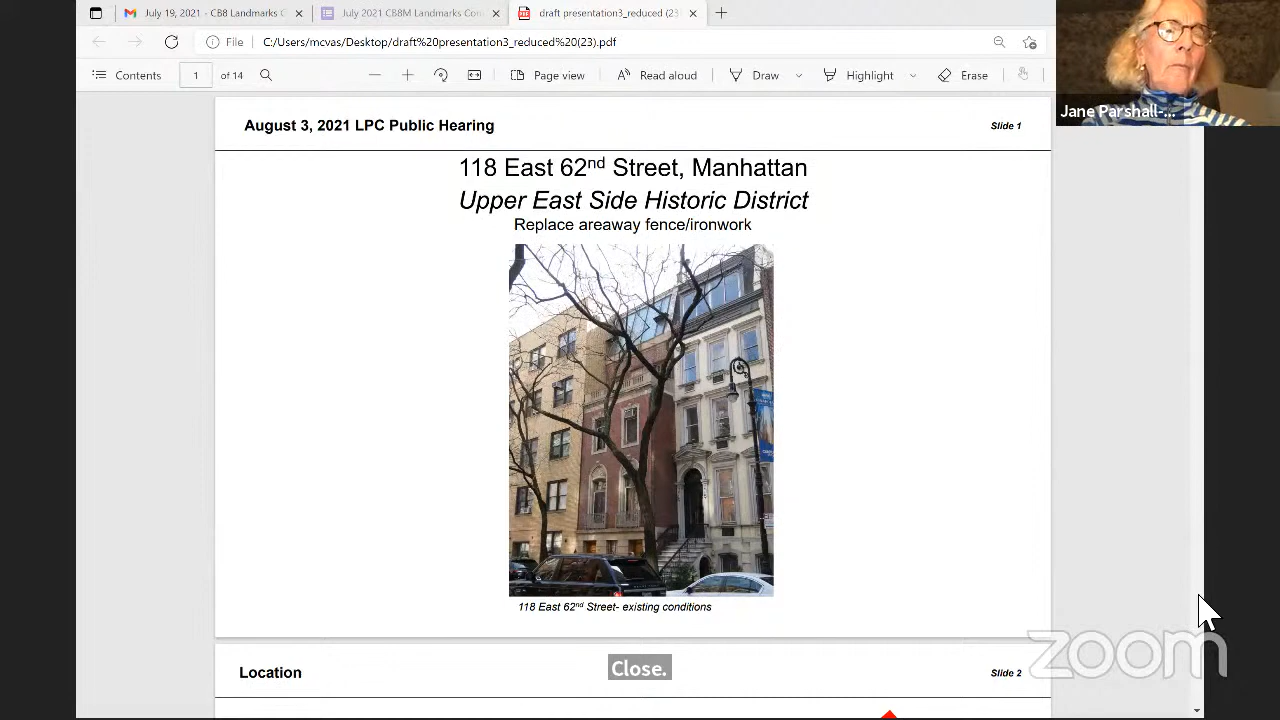 July 19, 2021 - CB8 Landmarks C
July 2021 CB8M Landmarks Conc
draft presentation3_reduced (23)
File
C:/Users/mcvas/Desktop/draft%20presentation3_reduced%20(23).pdf
Contents
1
of 14
Page view
Read aloud
Draw
Highlight
Erase
Jane Parshall-...
August 3, 2021 LPC Public Hearing
Slide 1
118 East 62nd Street, Manhattan
Upper East Side Historic District
Replace areaway fence/ironwork
118 East 62nd Street- existing conditions
Location
Close.
Slide 2
zoom